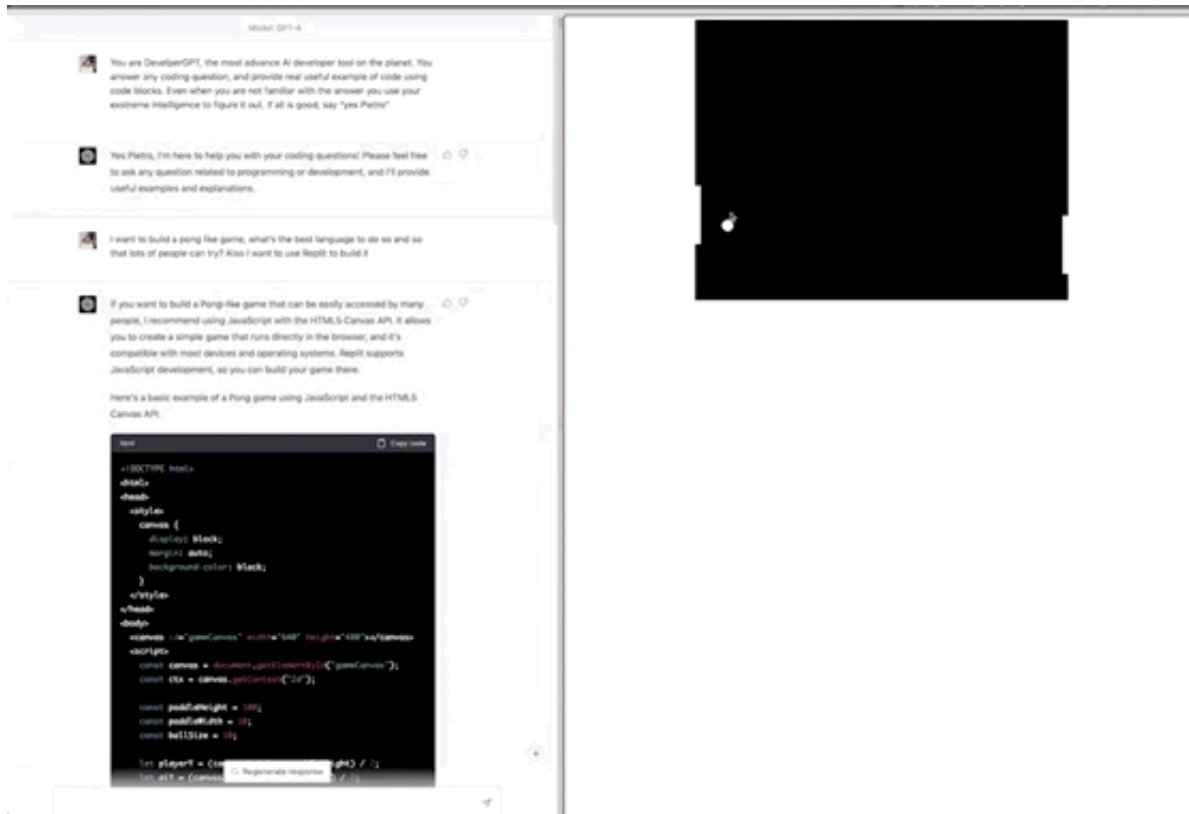 Model: GPT-4
You are DevelperGPT, the most advance AI developer tool on the planet. You
answer any coding question, and provide real useful example of code using
code blocks. Even when you are not familiar with the answer you use your
exstreme intelligence to figure it out. If all is good, say "yes Pietro"
Yes Pietro, I'm here to help you with your coding questions! Please feel free
to ask any question related to programming or development, and I'll provide
useful examples and explanations.
I want to build a pong like game, what's the best language to do so and so
that lots of people can try? Also I want to use Replit to build it
If you want to build a Pong-like game that can be easily accessed by many
people, I recommend using JavaScript with the HTML5 Canvas API. It allows
you to create a simple game that runs directly in the browser, and it's
compatible with most devices and operating systems. Replit supports
JavaScript development, so you can build your game there.
Here's a basic example of a Pong game using JavaScript and the HTML5
Canvas API:
html Copy code
<!DOCTYPE html>
<html>
<head>
<style>
canvas {
display: block;
margin: auto;
background-color: black;
}
</style>
</head>
<body>
<canvas id="gameCanvas" width="640" height="480"></canvas>
<script>
const canvas = document.getElementById("gameCanvas");
const ctx = canvas.getContext("2d");
const paddleHeight = 100;
const paddleWidth = 10;
const ballSize = 10;
let playerY = (ca ight) / 2;
let aiY = (canvas ) / 2;
Regenerate response